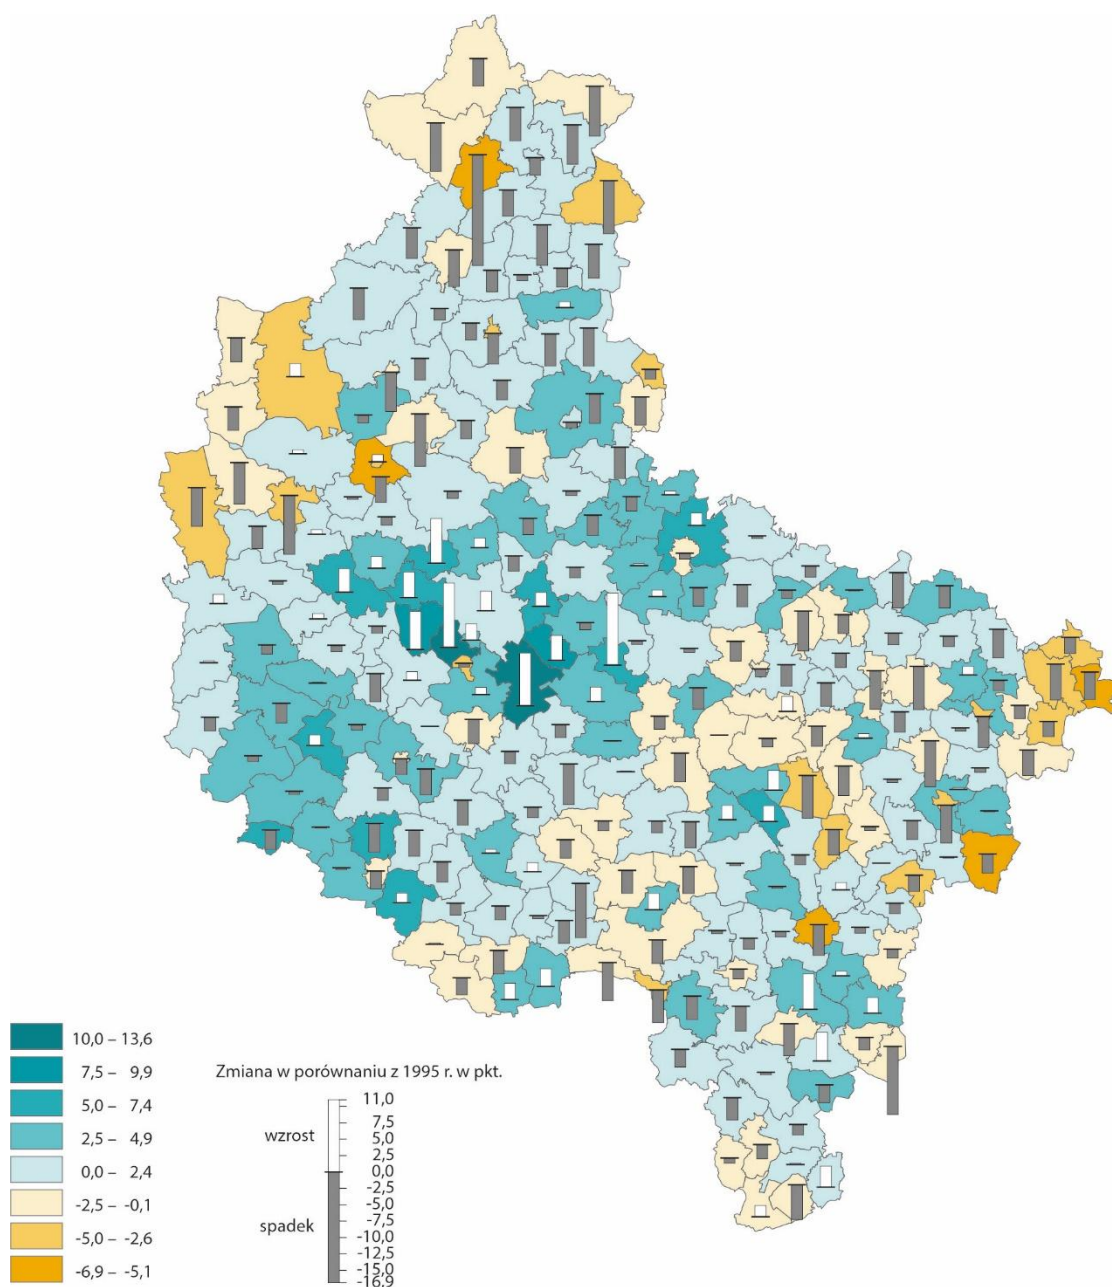 10,0 – 13,6
7,5 – 9,9
5,0 – 7,4
2,5 – 4,9
0,0 – 2,4
-2,5 – -0,1
-5,0 – -2,6
-6,9 – -5,1
Zmiana w porównaniu z 1995 r. w pkt.
wzrost
spadek
11,0
7,5
5,0
2,5
0,0
-2,5
-5,0
-7,5
-10,0
-12,5
-15,0
-16,9